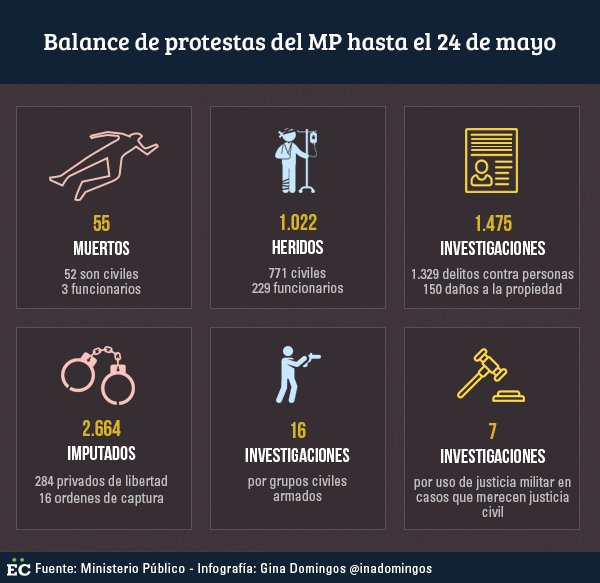 Balance de protestas del MP hasta el 24 de mayo
55
MUERTOS
52 son civiles
3 funcionarios
1.022
HERIDOS
771 civiles
229 funcionarios
1.475
INVESTIGACIONES
1.329 delitos contra personas
150 daños a la propiedad
2.664
IMPUTADOS
284 privados de libertad
16 ordenes de captura
16
INVESTIGACIONES
por grupos civiles
armados
7
INVESTIGACIONES
por uso de justicia militar en
casos que merecen justicia
civil
EC Fuente: Ministerio Público - Infografía: Gina Domingos @inadomingos